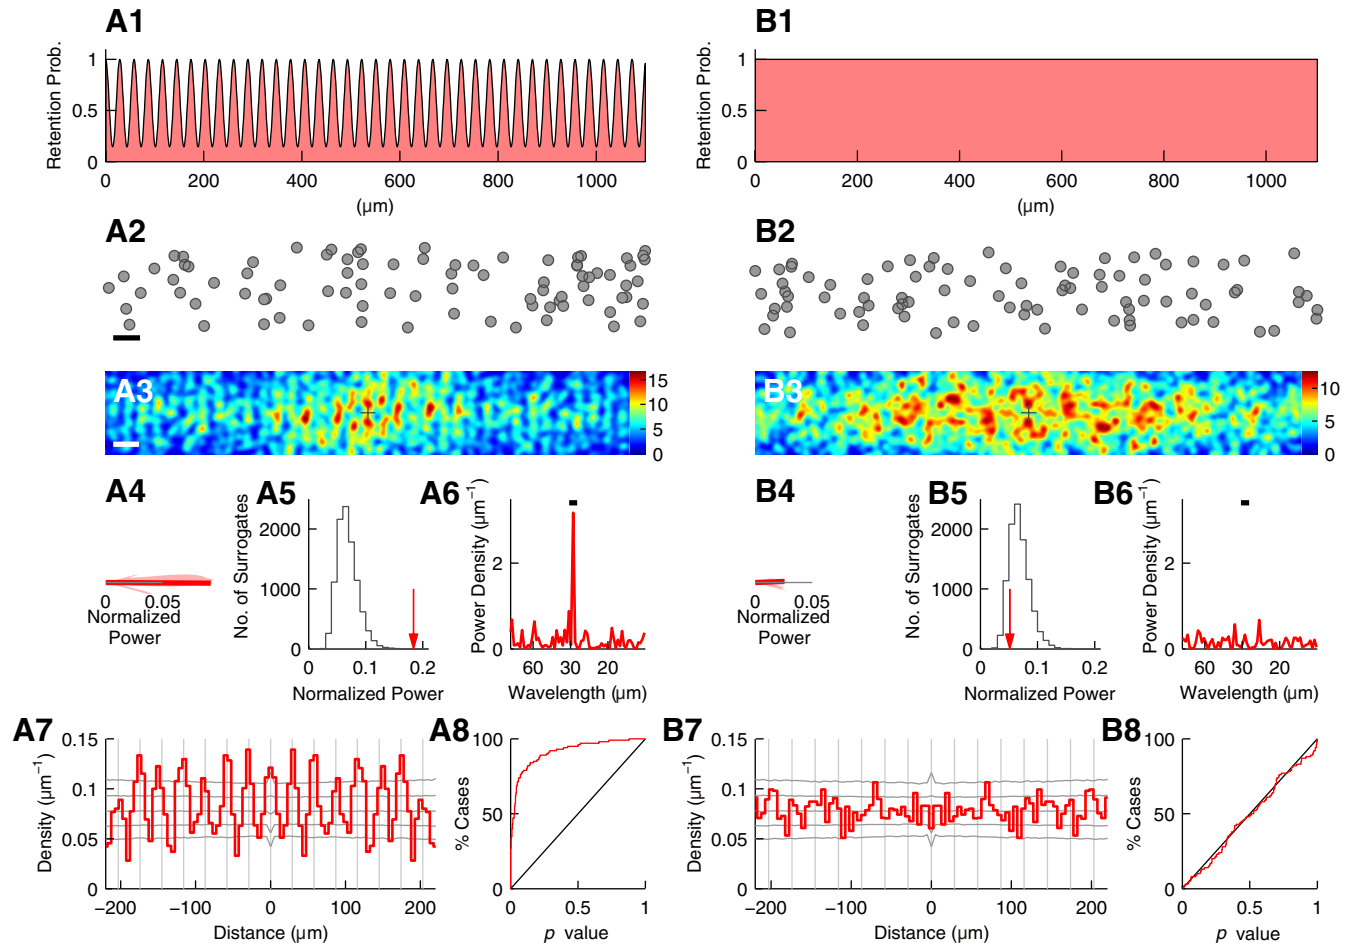 A1
Retention Prob.
1
0.5
0
0 200 400 600 800 1000
(µm)
B1
Retention Prob.
1
0.5
0
0 200 400 600 800 1000
(µm)
A2
B2
A3
15
10
5
0
B3
10
5
0
A4
0 0.05
Normalized
Power
A5
No. of Surrogates
2000
1000
0
0 0.1 0.2
Normalized Power
A6
Power Density (µm⁻¹)
2
0
60 30 20
Wavelength (µm)
B4
0 0.05
Normalized
Power
B5
No. of Surrogates
2000
1000
0
0 0.1 0.2
Normalized Power
B6
Power Density (µm⁻¹)
2
0
60 30 20
Wavelength (µm)
A7
Density (µm⁻¹)
0.15
0.1
0.05
0
−200 −100 0 100 200
Distance (µm)
A8
% Cases
100
50
0
0 0.5 1
p value
B7
Density (µm⁻¹)
0.15
0.1
0.05
0
−200 −100 0 100 200
Distance (µm)
B8
% Cases
100
50
0
0 0.5 1
p value